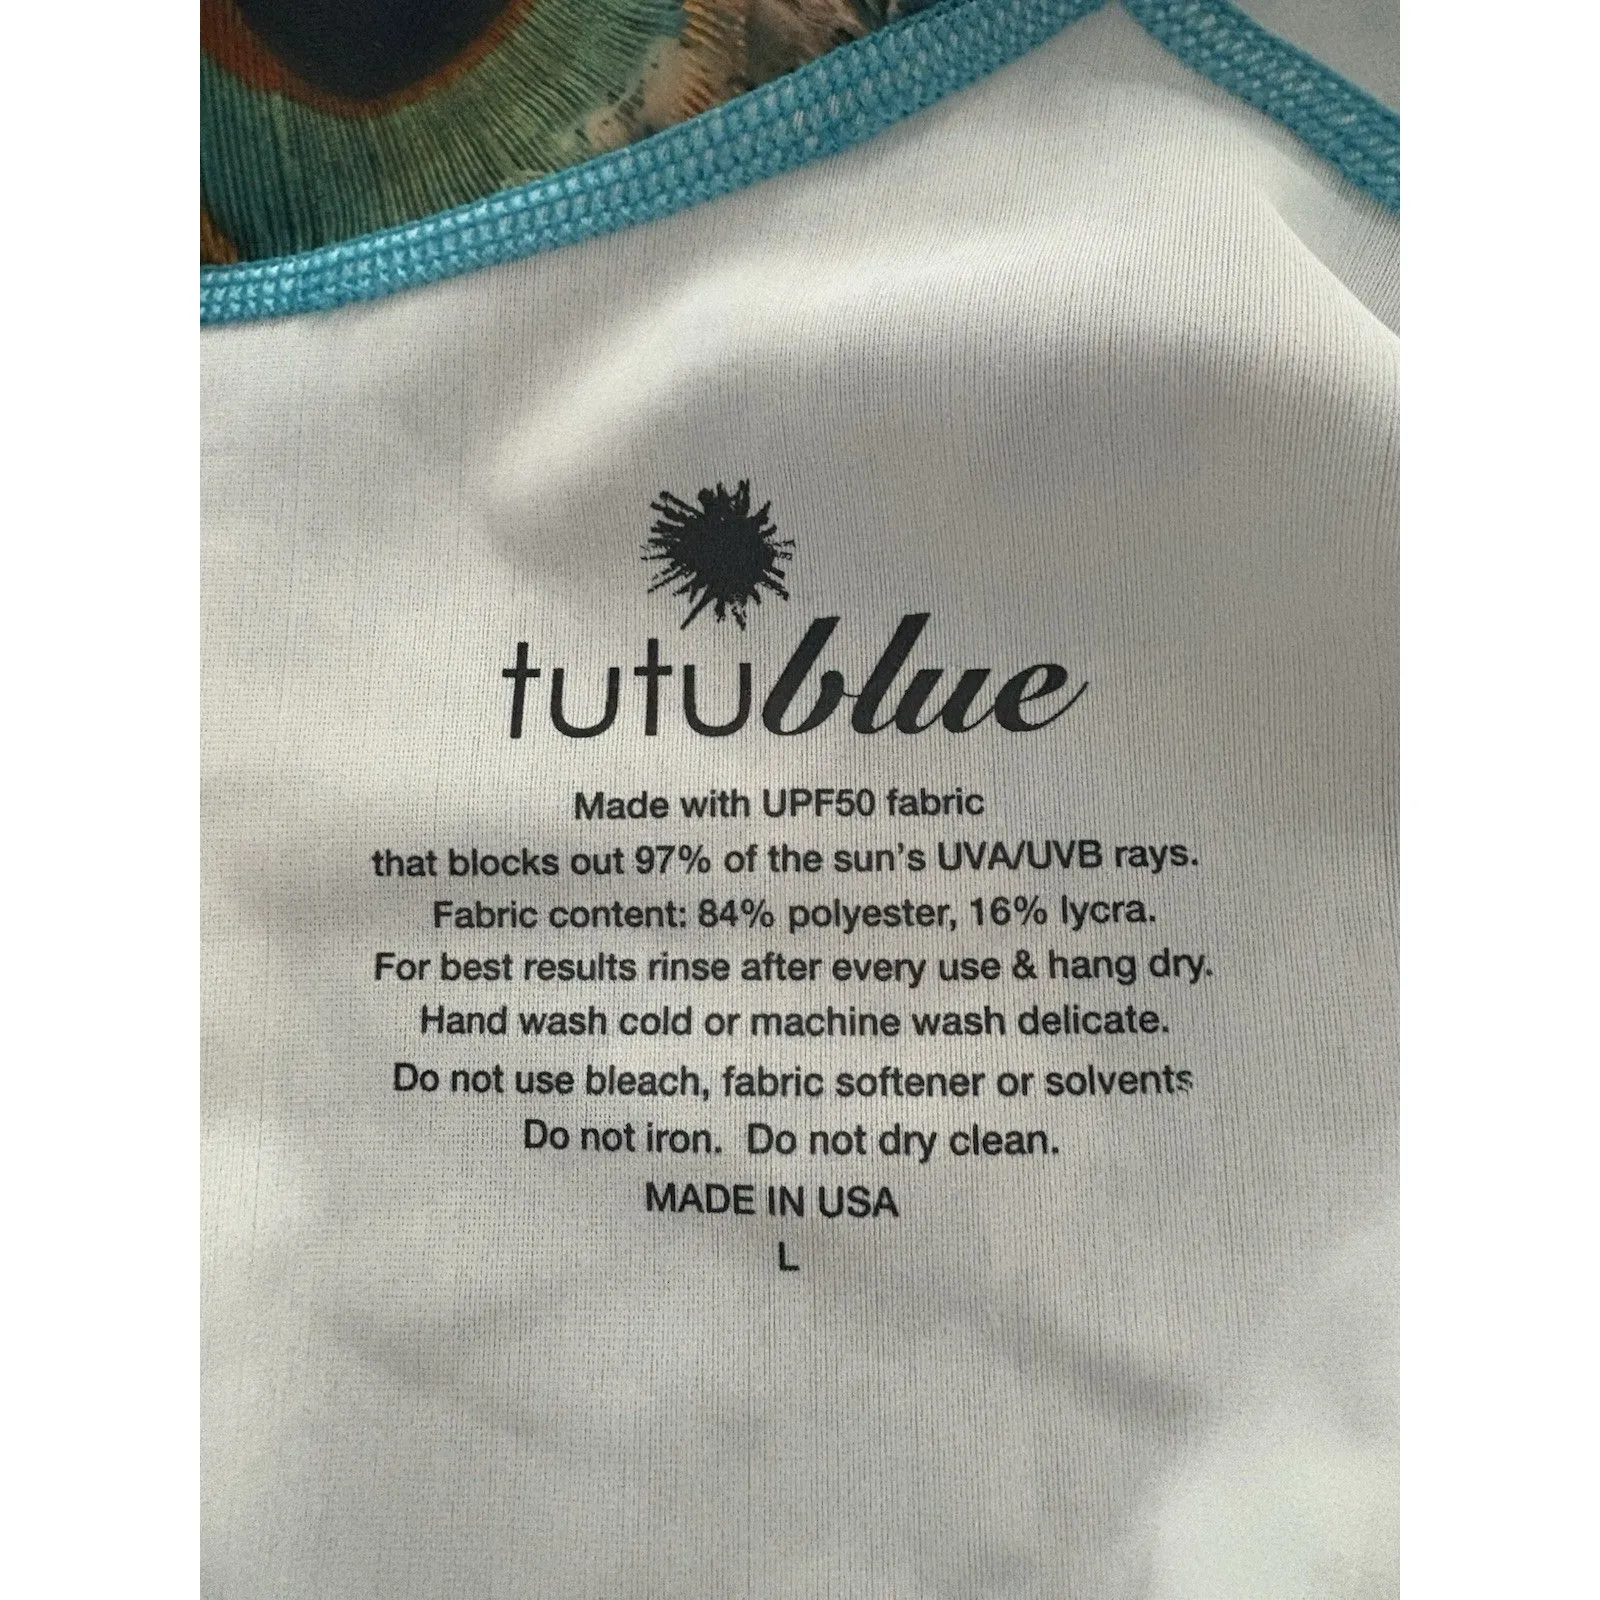 tutublue
Made with UPF50 fabric
that blocks out 97% of the sun's UVA/UVB rays.
Fabric content: 84% polyester, 16% lycra.
For best results rinse after every use & hang dry.
Hand wash cold or machine wash delicate.
Do not use bleach, fabric softener or solvents
Do not iron. Do not dry clean.
MADE IN USA
L